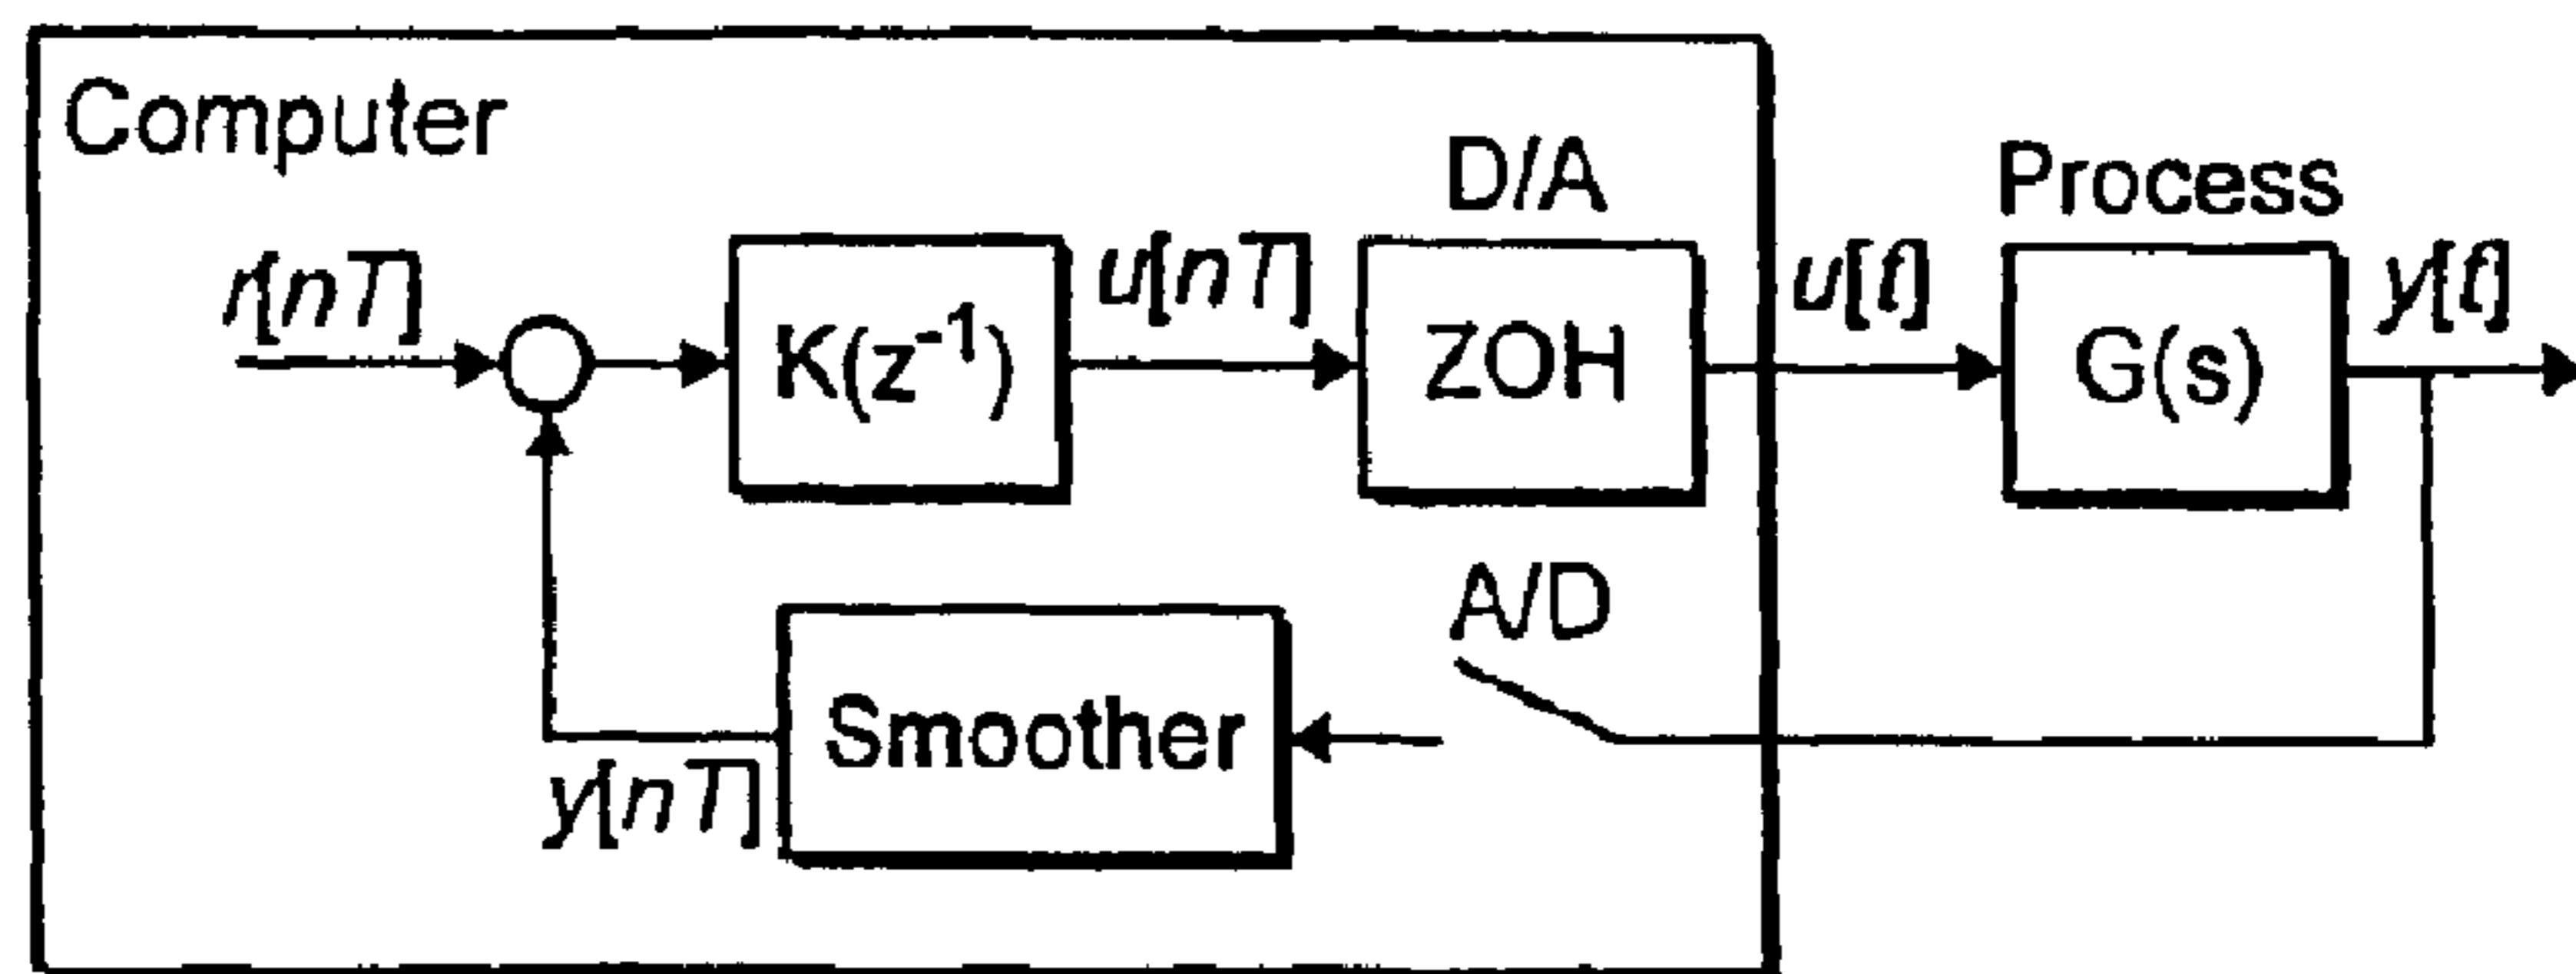 Computer
D/A
Process
r[nT]
u[nT]
u[t]
y[t]
K(z⁻¹)
ZOH
G(s)
A/D
Smoother
y[nT]